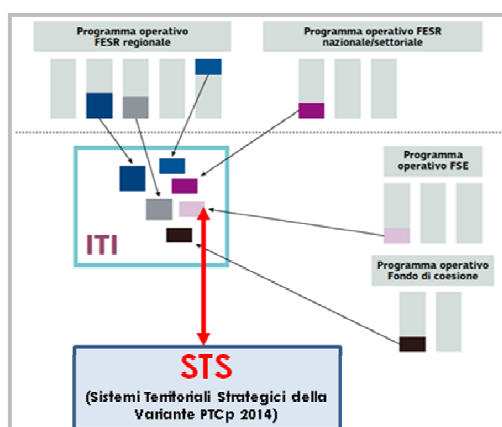 Programma operativo
FESR regionale
Programma operativo FESR
nazionale/settoriale
Programma
operativo FSE
ITI
Programma operativo
Fondo di coesione
STS
(Sistemi Territoriali Strategici della
Variante PTCp 2014)